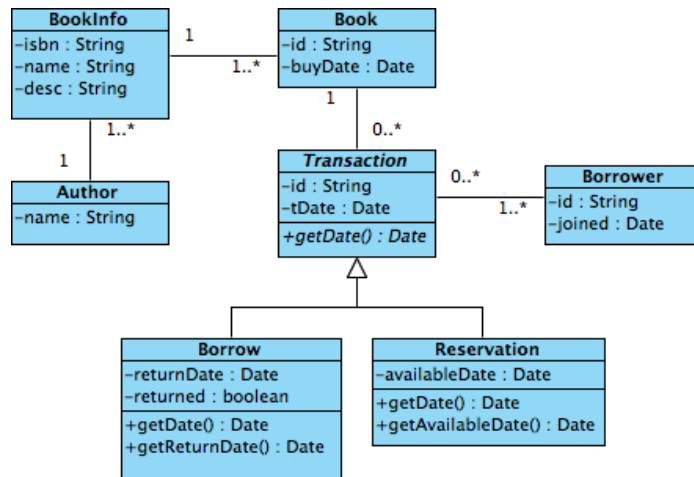 BookInfo
-isbn : String
-name : String
-desc : String
1
1..*
Book
-id : String
-buyDate : Date
1
0..*
1..*
1
Author
-name : String
Transaction
-id : String
-tDate : Date
+getDate() : Date
0..*
1..*
Borrower
-id : String
-joined : Date
Borrow
-returnDate : Date
-returned : boolean
+getDate() : Date
+getReturnDate() : Date
Reservation
-availableDate : Date
+getDate() : Date
+getAvailableDate() : Date